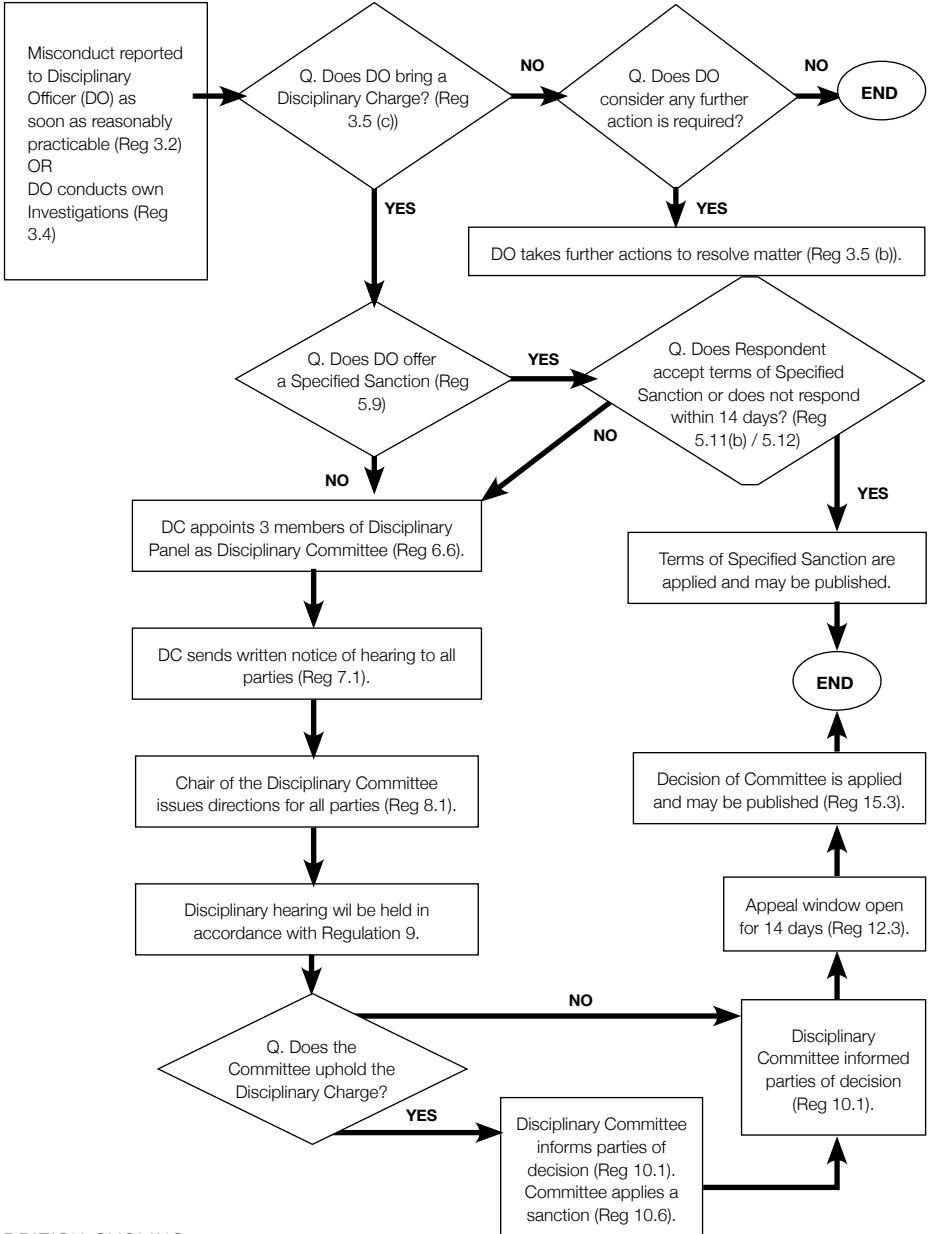 Misconduct reported
to Disciplinary
Officer (DO) as
soon as reasonably
practicable (Reg 3.2)
OR
DO conducts own
Investigations (Reg
3.4)
Q. Does DO bring a
Disciplinary Charge? (Reg
3.5 (c))
NO
Q. Does DO
consider any further
action is required?
NO
END
YES
YES
DO takes further actions to resolve matter (Reg 3.5 (b)).
Q. Does DO offer
a Specified Sanction (Reg
5.9)
YES
Q. Does Respondent
accept terms of Specified
Sanction or does not respond
within 14 days? (Reg
5.11(b) / 5.12)
NO
NO
YES
DC appoints 3 members of Disciplinary
Panel as Disciplinary Committee (Reg 6.6).
Terms of Specified Sanction are
applied and may be published.
DC sends written notice of hearing to all
parties (Reg 7.1).
END
Chair of the Disciplinary Committee
issues directions for all parties (Reg 8.1).
Decision of Committee is applied
and may be published (Reg 15.3).
Disciplinary hearing wil be held in
accordance with Regulation 9.
Appeal window open
for 14 days (Reg 12.3).
Q. Does the
Committee uphold the
Disciplinary Charge?
NO
Disciplinary
Committee informed
parties of decision
(Reg 10.1).
YES
Disciplinary Committee
informs parties of
decision (Reg 10.1).
Committee applies a
sanction (Reg 10.6).